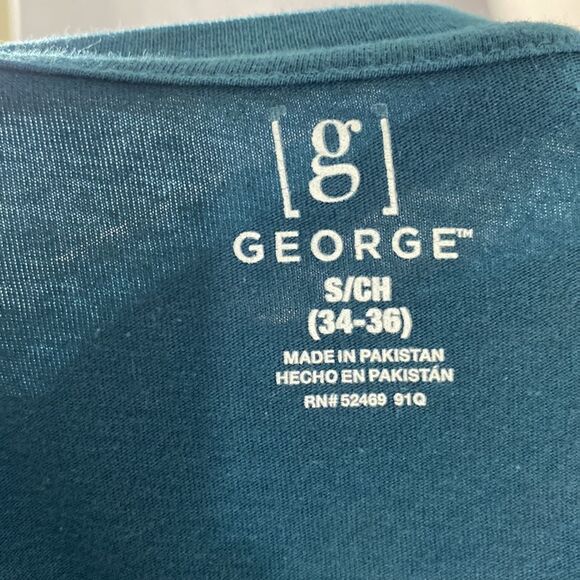 [g]
GEORGE™
S/CH
(34-36)
MADE IN PAKISTAN
HECHO EN PAKISTÁN
RN# 52469 91Q